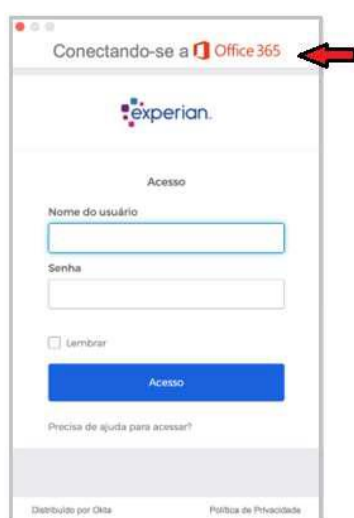 Conectando-se a Office 365
experian.
Acesso
Nome do usuário
Senha
Lembrar
Acesso
Precisa de ajuda para acessar?
Distribuído por Okta Política de Privacidade